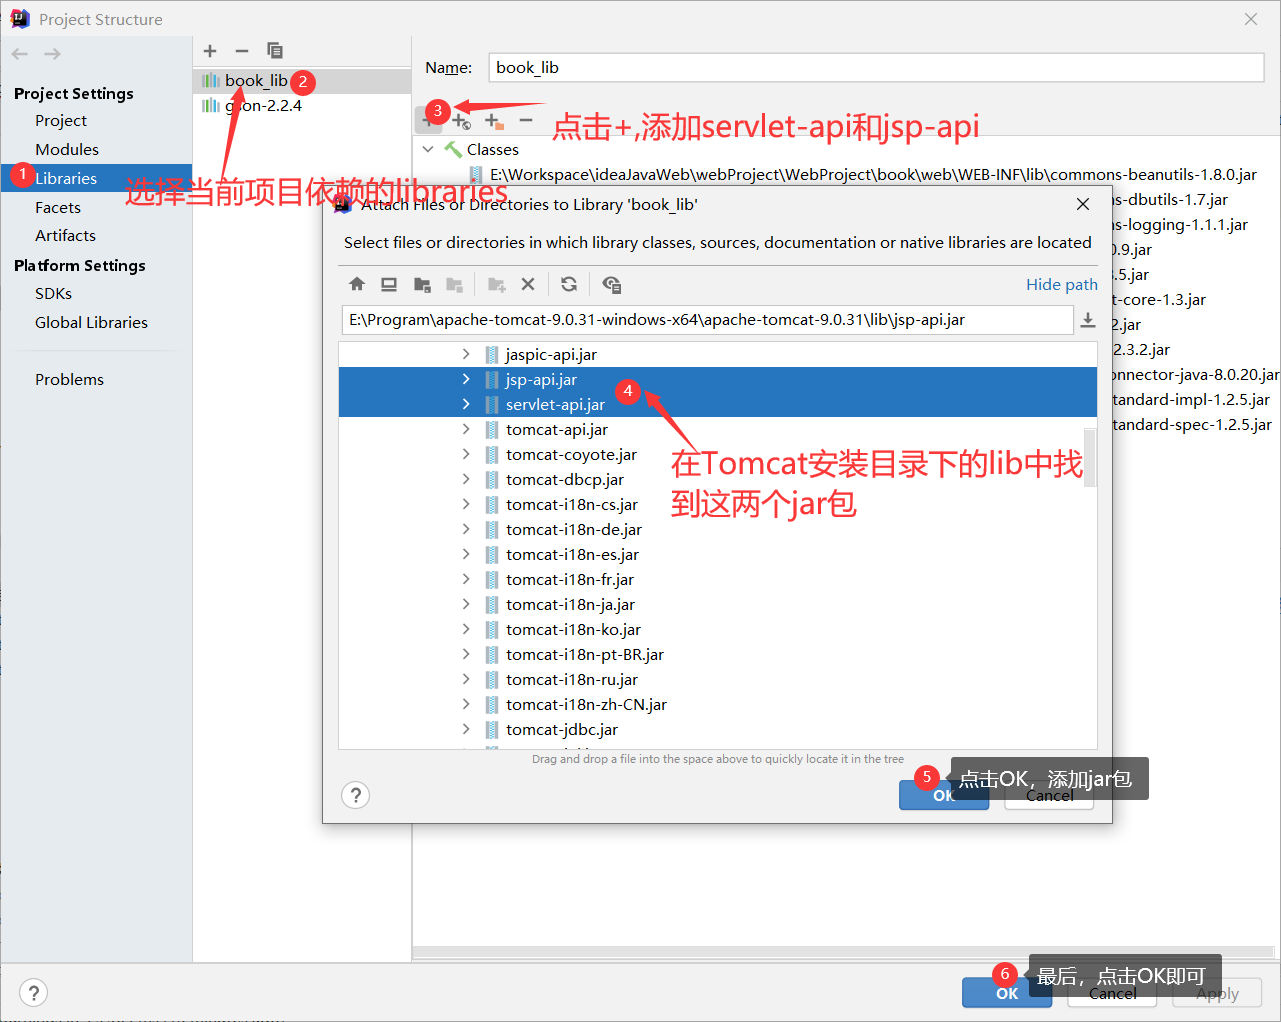 Project Structure
Project Settings
Project
Modules
1
Libraries
Facets
Artifacts
Platform Settings
SDKs
Global Libraries
Problems
book_lib
2
gson-2.2.4
选择当前项目依赖的libraries
Name:
book_lib
3
点击+,添加servlet-api和jsp-api
Classes
E:\Workspace\ideaJavaWeb\webProject\WebProject\book\web\WEB-INF\lib\commons-beanutils-1.8.0.jar
ns-dbutils-1.7.jar
ns-logging-1.1.1.jar
0.9.jar
3.5.jar
t-core-1.3.jar
2.jar
2.3.2.jar
onnector-java-8.0.20.jar
tandard-impl-1.2.5.jar
tandard-spec-1.2.5.jar
Attach Files or Directories to Library 'book_lib'
Select files or directories in which library classes, sources, documentation or native libraries are located
Hide path
E:\Program\apache-tomcat-9.0.31-windows-x64\apache-tomcat-9.0.31\lib\jsp-api.jar
jaspic-api.jar
jsp-api.jar
servlet-api.jar
4
tomcat-api.jar
tomcat-coyote.jar
tomcat-dbcp.jar
tomcat-i18n-cs.jar
tomcat-i18n-de.jar
tomcat-i18n-es.jar
tomcat-i18n-fr.jar
tomcat-i18n-ja.jar
tomcat-i18n-ko.jar
tomcat-i18n-pt-BR.jar
tomcat-i18n-ru.jar
tomcat-i18n-zh-CN.jar
tomcat-jdbc.jar
在Tomcat安装目录下的lib中找
到这两个jar包
Drag and drop a file into the space above to quickly locate it in the tree
?
5
点击OK，添加jar包
OK
Cancel
?
6
最后，点击OK即可
OK
Cancel
Apply